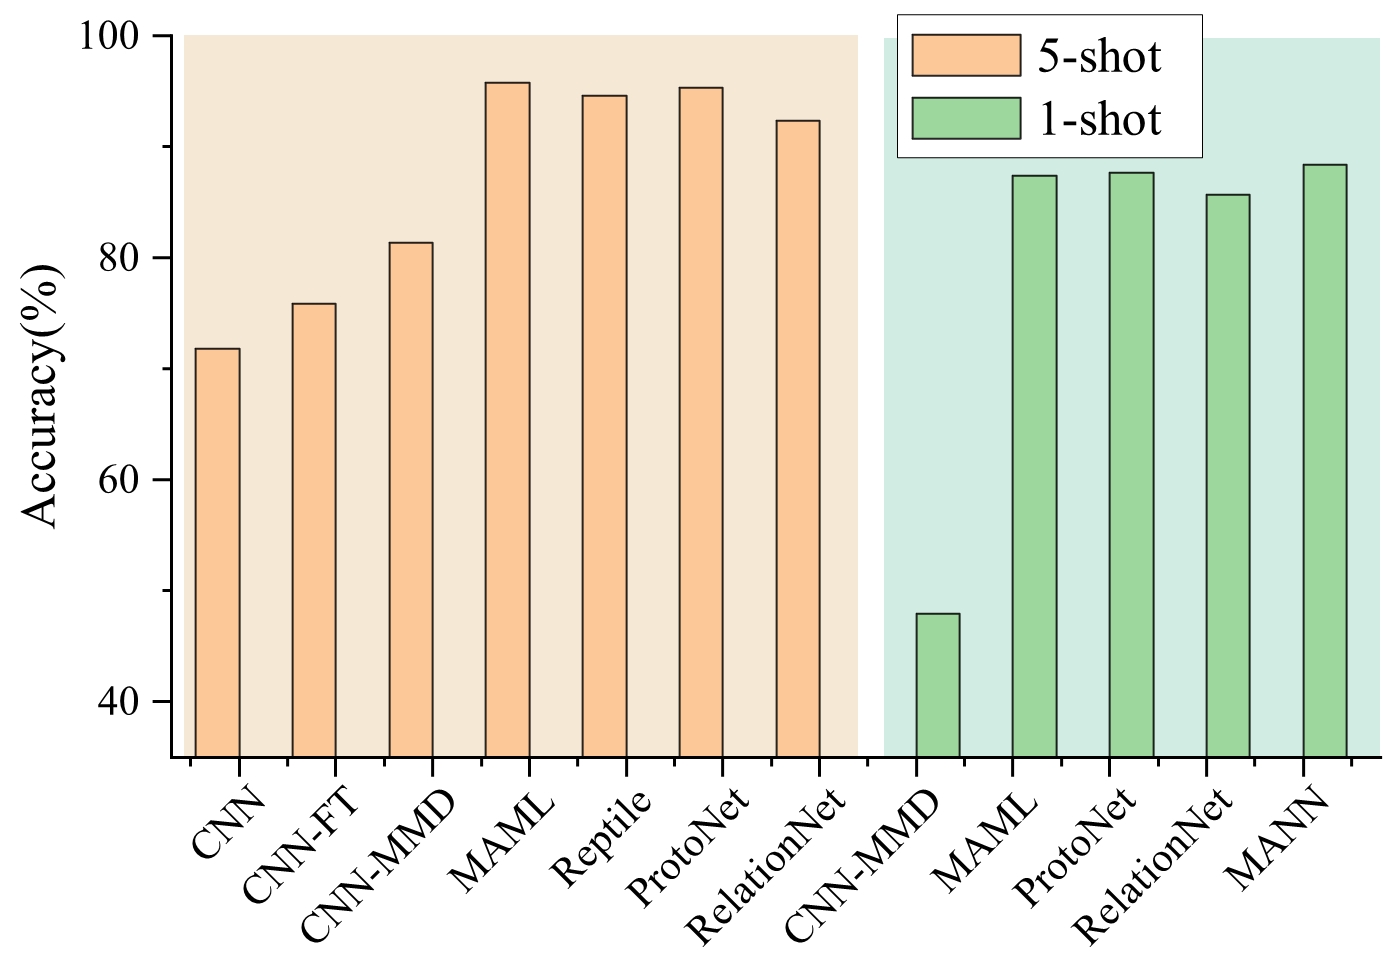 Accuracy(%)
100
80
60
40
5-shot
1-shot
CNN
CNN-FT
CNN-MMD
MAML
Reptile
ProtoNet
RelationNet
CNN-MMD
MAML
ProtoNet
RelationNet
MANN